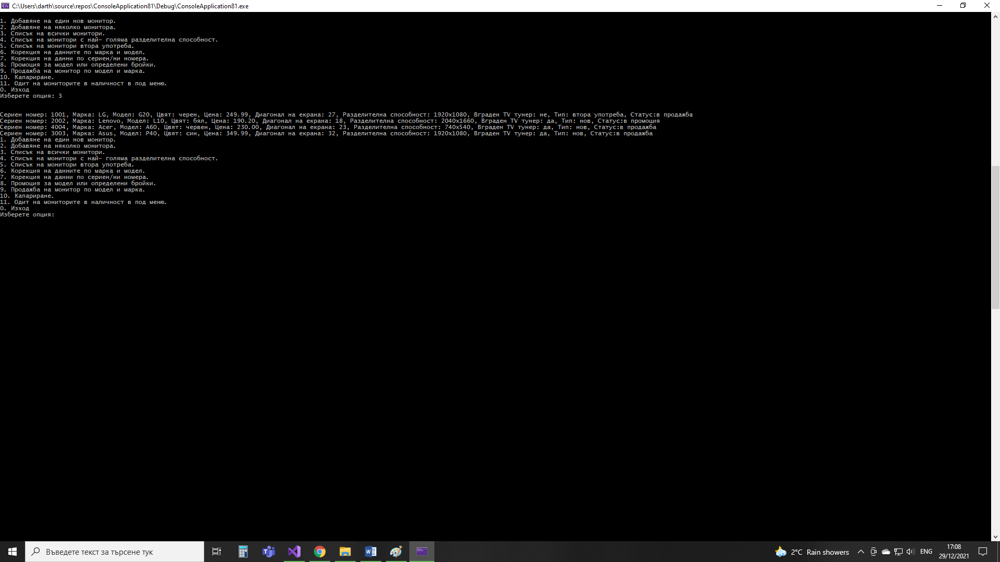 C:\Users\darth\source\repos\ConsoleApplication81\Debug\ConsoleApplication81.exe
1. Добавяне на един нов монитор.
2. Добавяне на няколко монитора.
3. Списък на всички монитори.
4. Списък на монитори с най- голяма разделителна способност.
5. Списък на монитори втора употреба.
6. Корекция на данните по марка и модел.
7. Корекция на данни по сериен/ни номера.
8. Промоция за модел или определени бройки.
9. Продажба на монитор по модел и марка.
10. Капариране.
11. Одит на мониторите в наличност в под меню.
0. Изход
Изберете опция: 3
Сериен номер: 1001, Марка: LG, Модел: G20, Цвят: черен, Цена: 249.99, Диагонал на екрана: 27, Разделителна способност: 1920x1080, Вграден TV тунер: не, Тип: втора употреба, Статус:в продажба
Сериен номер: 2002, Марка: Lenovo, Модел: L10, Цвят: бял, Цена: 190.20, Диагонал на екрана: 18, Разделителна способност: 2040x1660, Вграден TV тунер: да, Тип: нов, Статус:в промоция
Сериен номер: 4004, Марка: Acer, Модел: A60, Цвят: червен, Цена: 230.00, Диагонал на екрана: 23, Разделителна способност: 740x540, Вграден TV тунер: да, Тип: нов, Статус:в продажба
Сериен номер: 3003, Марка: Asus, Модел: P40, Цвят: син, Цена: 349.99, Диагонал на екрана: 32, Разделителна способност: 1920x1080, Вграден TV тунер: да, Тип: нов, Статус:в продажба
1. Добавяне на един нов монитор.
2. Добавяне на няколко монитора.
3. Списък на всички монитори.
4. Списък на монитори с най- голяма разделителна способност.
5. Списък на монитори втора употреба.
6. Корекция на данните по марка и модел.
7. Корекция на данни по сериен/ни номера.
8. Промоция за модел или определени бройки.
9. Продажба на монитор по модел и марка.
10. Капариране.
11. Одит на мониторите в наличност в под меню.
0. Изход
Изберете опция:
Въведете текст за търсене тук
2°C Rain showers
ENG
17:08
29/12/2021